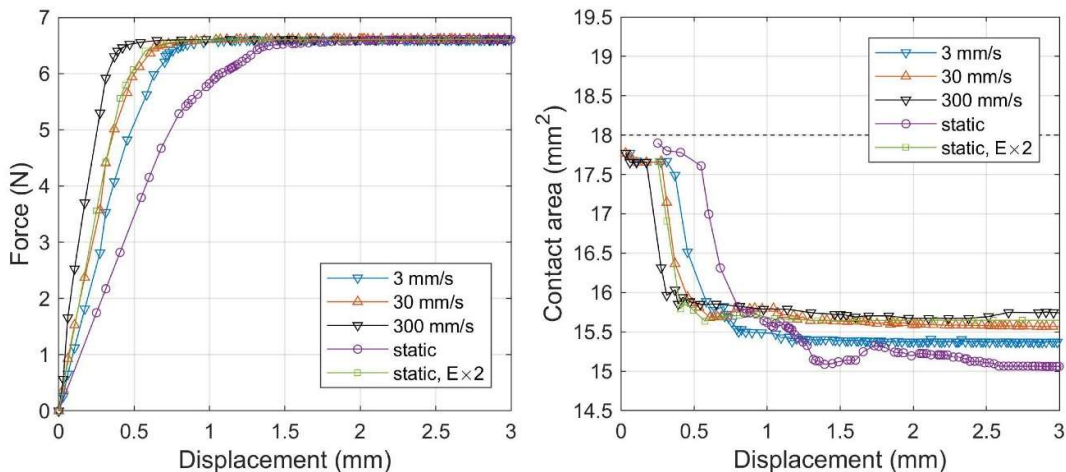 7
6
5
4
3
2
1
0
Force (N)
3 mm/s
30 mm/s
300 mm/s
static
static, E×2
0 0.5 1 1.5 2 2.5 3
Displacement (mm)
19.5
19
18.5
18
17.5
17
16.5
16
15.5
15
14.5
Contact area (mm²)
3 mm/s
30 mm/s
300 mm/s
static
static, E×2
0 0.5 1 1.5 2 2.5 3
Displacement (mm)